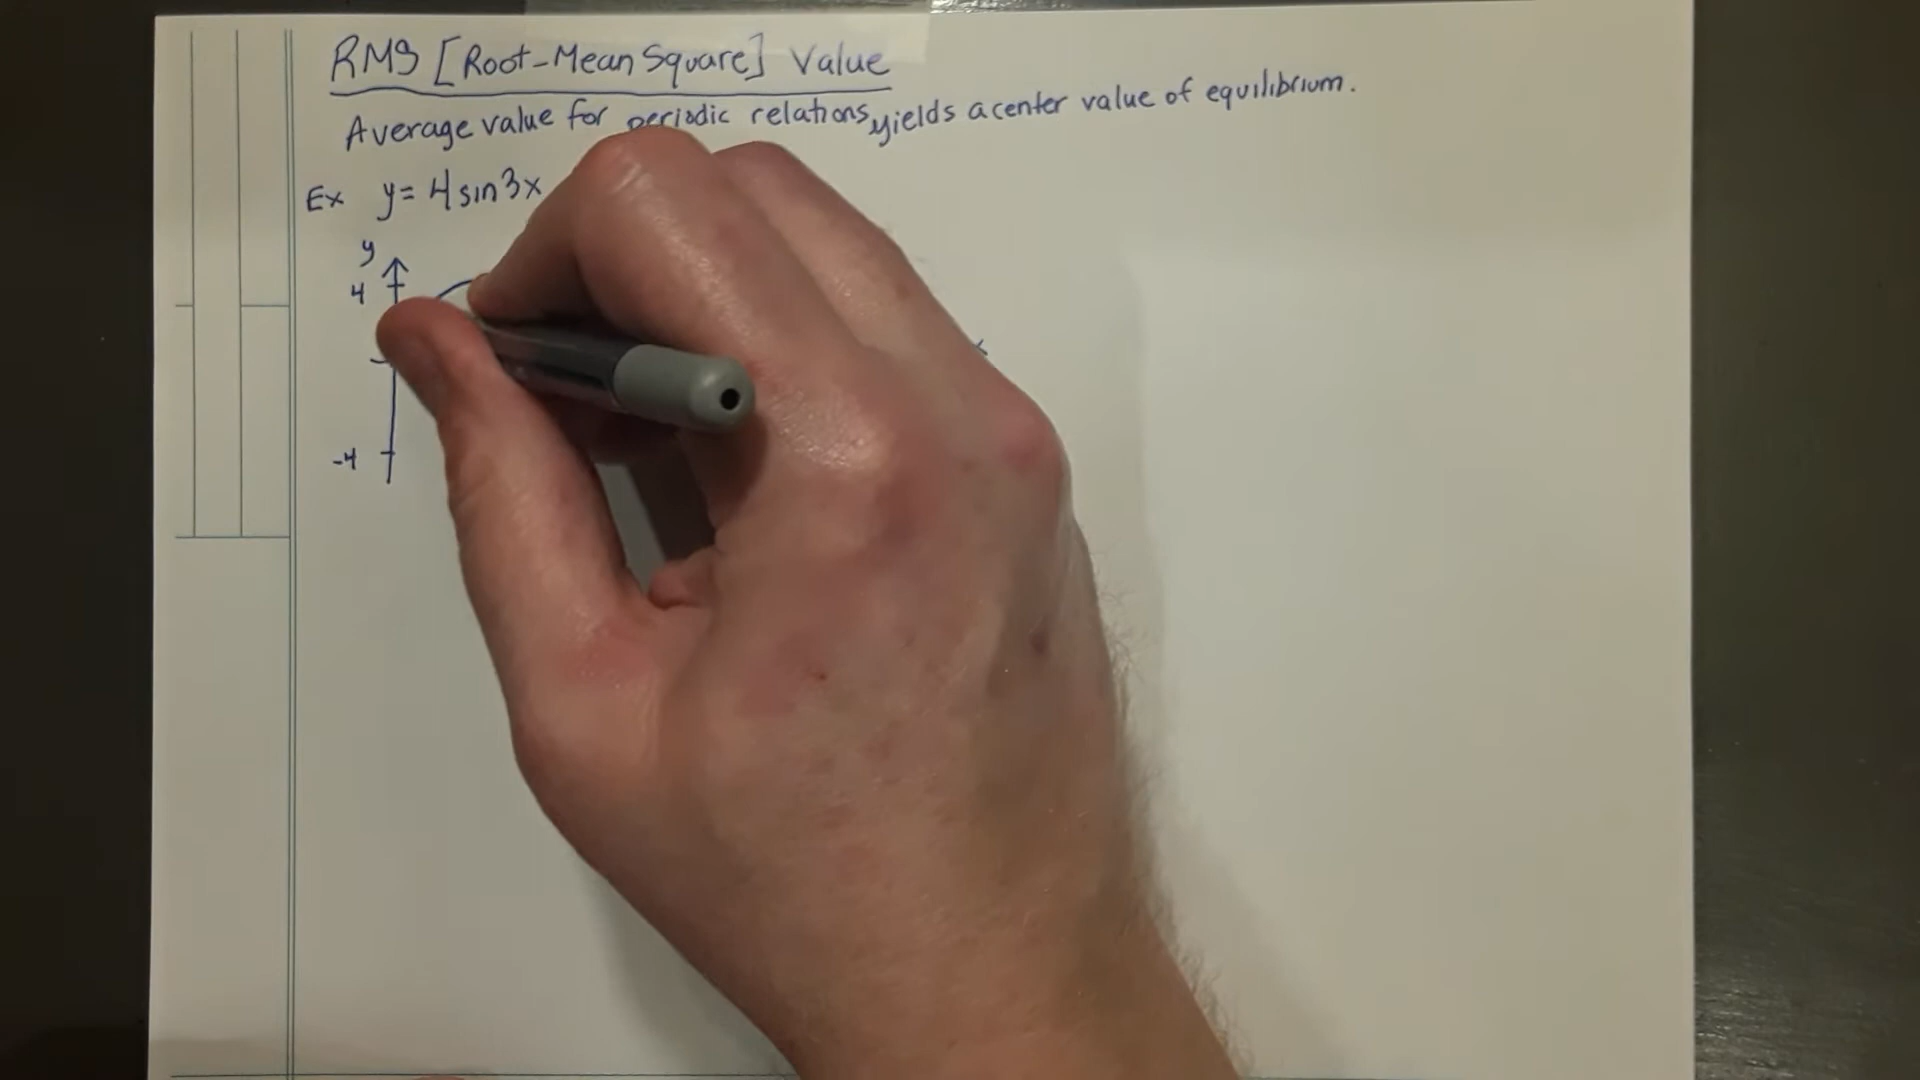 RMS [Root-Mean Square] Value
Average value for periodic relations, yields a center value of equilibrium.
Ex y = 4 sin 3x
y
4
-4